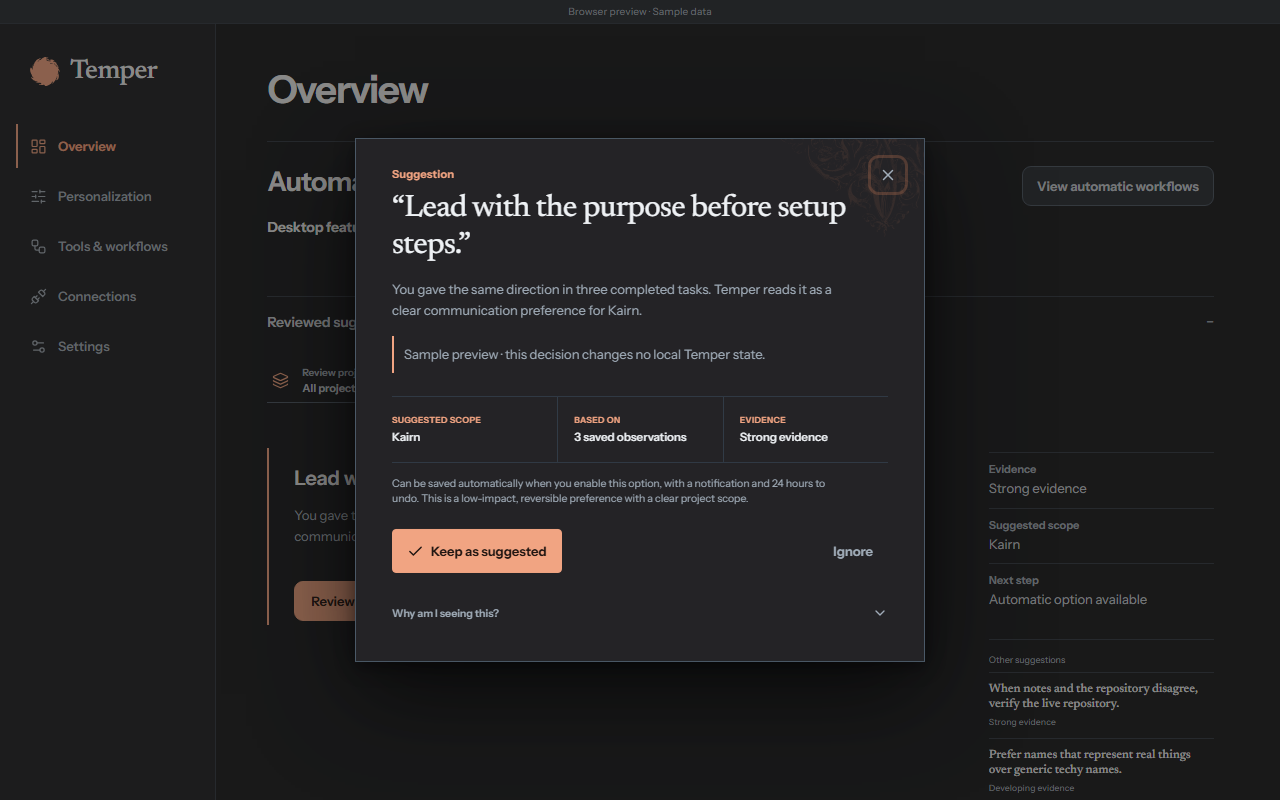 Browser preview · Sample data
Temper
Overview
Personalization
Tools & workflows
Connections
Settings
Overview
Automa
View automatic workflows
Desktop featu
Reviewed sug
Review proj
All project
Lead w
You gave t
communic
Review
Suggestion
“Lead with the purpose before setup
steps.”
You gave the same direction in three completed tasks. Temper reads it as a
clear communication preference for Kairn.
Sample preview · this decision changes no local Temper state.
SUGGESTED SCOPE
Kairn
BASED ON
3 saved observations
EVIDENCE
Strong evidence
Can be saved automatically when you enable this option, with a notification and 24 hours to
undo. This is a low-impact, reversible preference with a clear project scope.
Keep as suggested
Ignore
Why am I seeing this?
Evidence
Strong evidence
Suggested scope
Kairn
Next step
Automatic option available
Other suggestions
When notes and the repository disagree,
verify the live repository.
Strong evidence
Prefer names that represent real things
over generic techy names.
Developing evidence